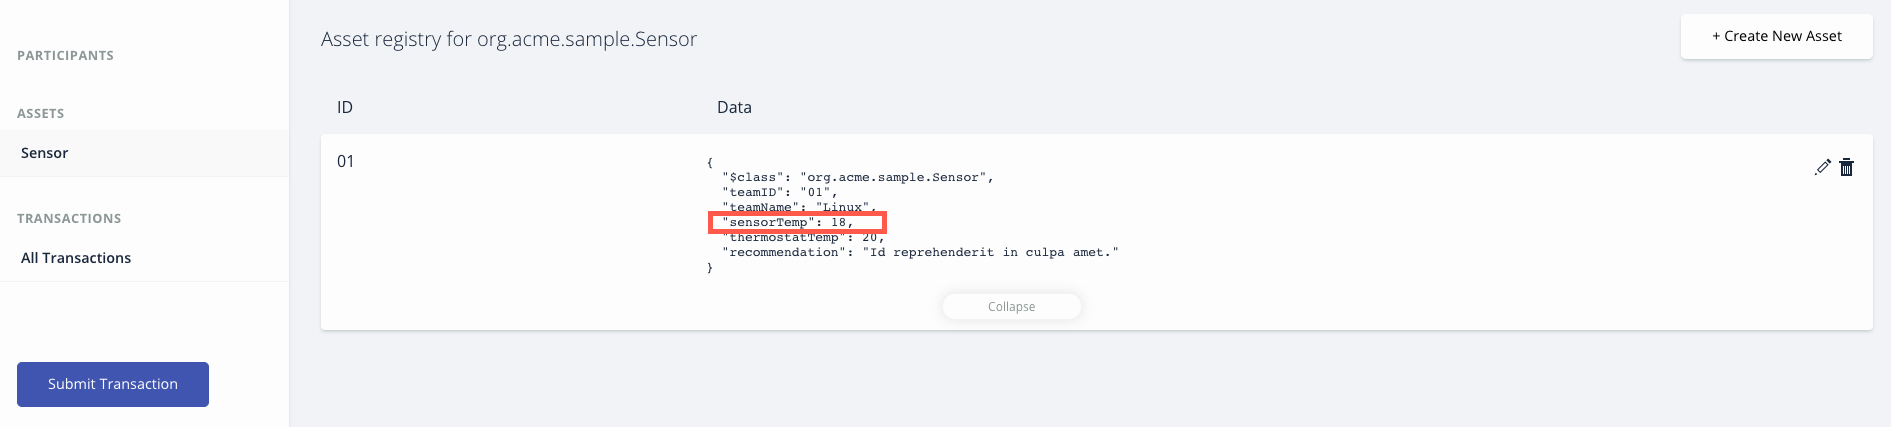 PARTICIPANTS
ASSETS
Sensor
TRANSACTIONS
All Transactions
Submit Transaction
Asset registry for org.acme.sample.Sensor
+ Create New Asset
ID Data
01
{
"$class": "org.acme.sample.Sensor",
"teamID": "01",
"teamName": "Linux",
"sensorTemp": 18,
"thermostatTemp": 20,
"recommendation": "Id reprehenderit in culpa amet."
}
Collapse